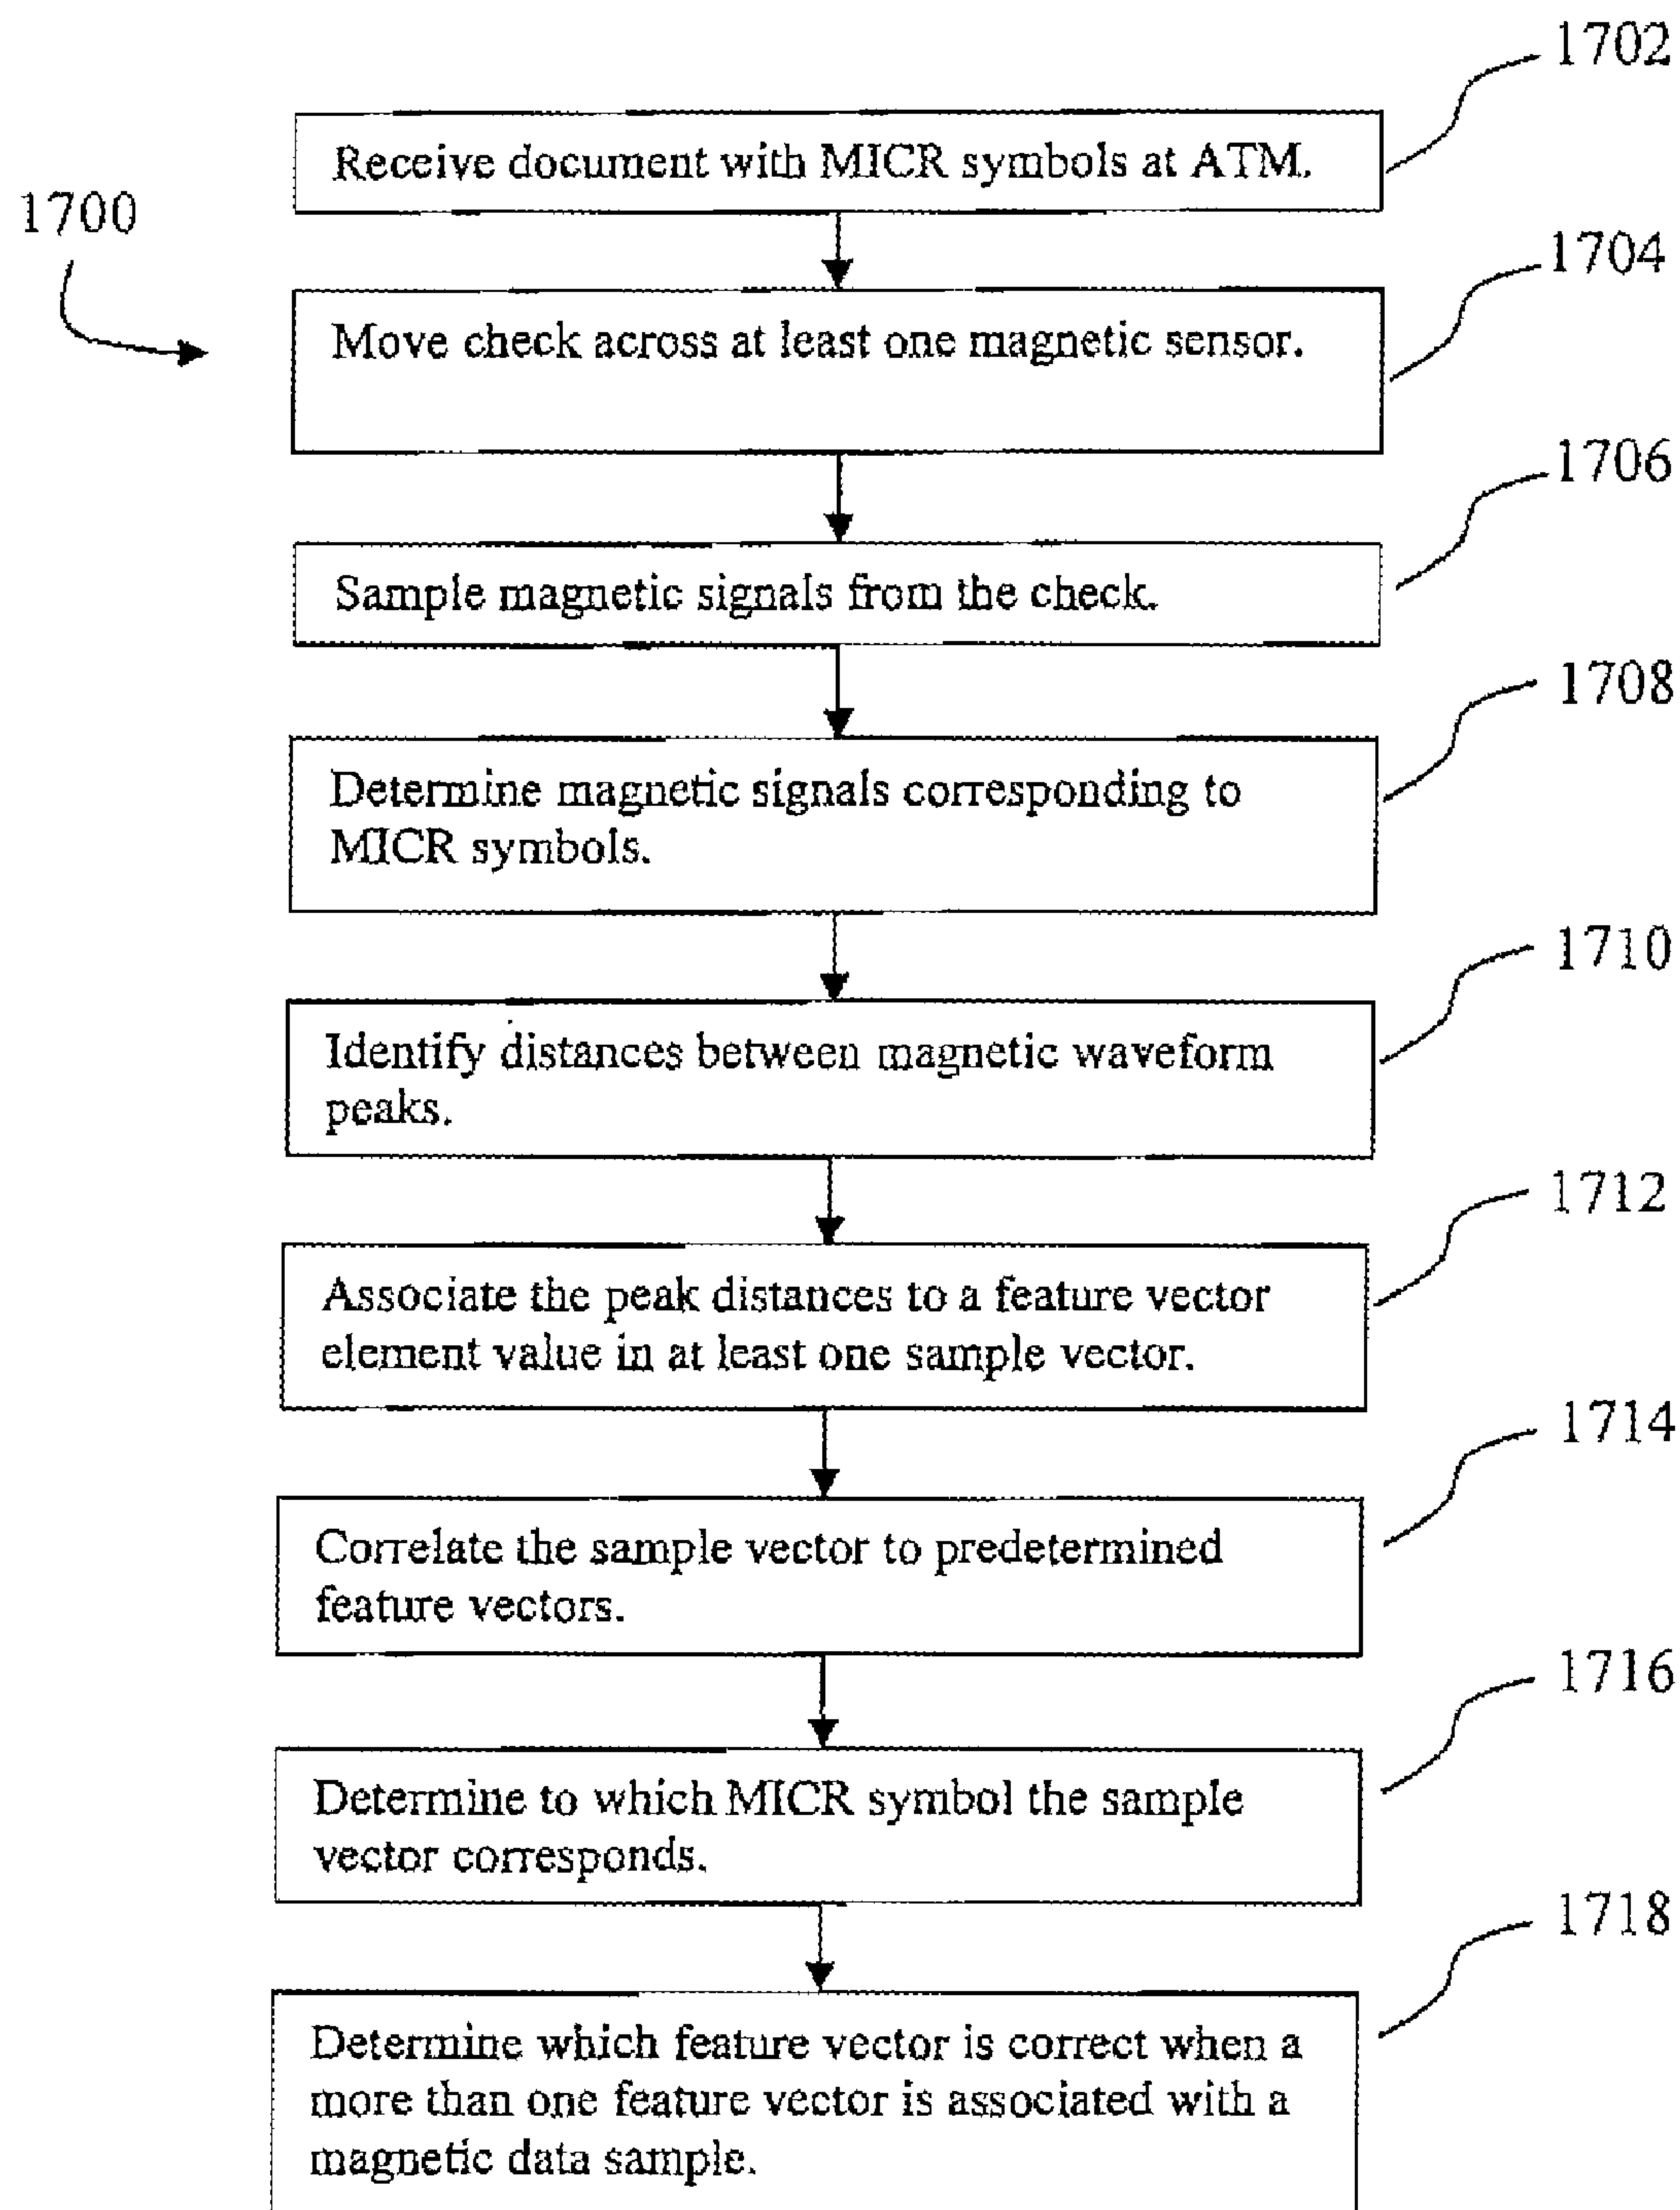 1702
Receive document with MICR symbols at ATM.
1700
1704
Move check across at least one magnetic sensor.
1706
Sample magnetic signals from the check.
1708
Determine magnetic signals corresponding to
MICR symbols.
1710
Identify distances between magnetic waveform
peaks.
1712
Associate the peak distances to a feature vector
element value in at least one sample vector.
1714
Correlate the sample vector to predetermined
feature vectors.
1716
Determine to which MICR symbol the sample
vector corresponds.
1718
Determine which feature vector is correct when a
more than one feature vector is associated with a
magnetic data sample.